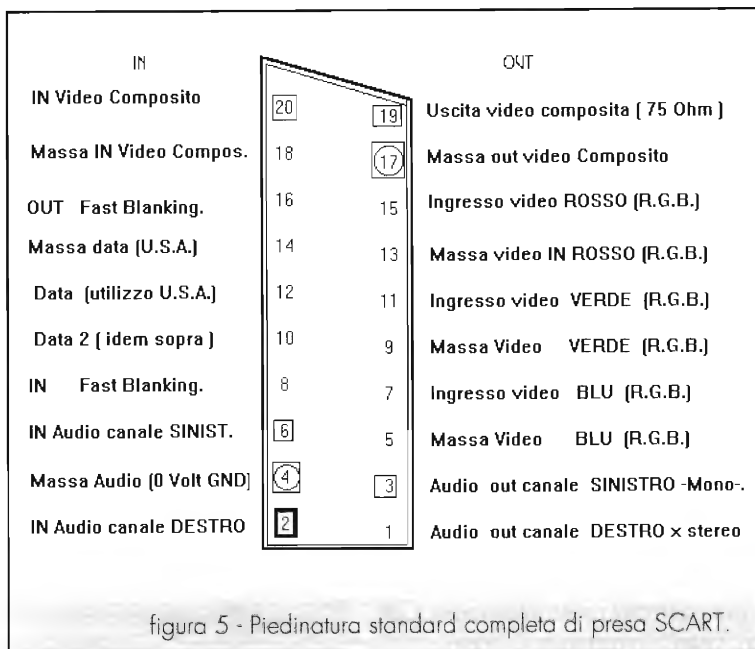 IN OUT
IN Video Composito 20 19 Uscita video composita ( 75 Ohm )
Massa IN Video Compos. 18 17 Massa out video Composito
OUT Fast Blanking. 16 15 Ingresso video ROSSO (R.G.B.)
Massa data (U.S.A.) 14 13 Massa video IN ROSSO (R.G.B.)
Data (utilizzo U.S.A.) 12 11 Ingresso video VERDE (R.G.B.)
Data 2 ( idem sopra ) 10 9 Massa Video VERDE (R.G.B.)
IN Fast Blanking. 8 7 Ingresso video BLU (R.G.B.)
IN Audio canale SINIST. 6 5 Massa Video BLU (R.G.B.)
Massa Audio (0 Volt GND) 4 3 Audio out canale SINISTRO -Mono-.
IN Audio canale DESTRO 2 1 Audio out canale DESTRO x stereo
figura 5 - Piedinatura standard completa di presa SCART.